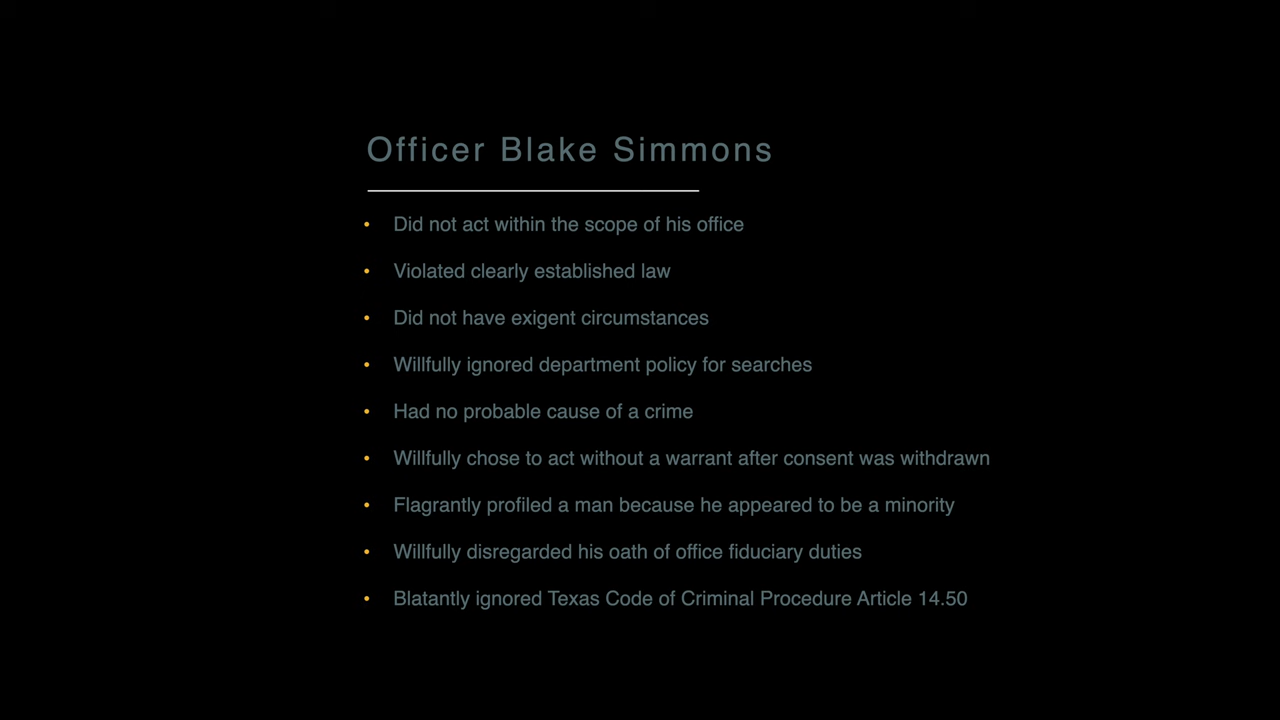 Officer Blake Simmons
• Did not act within the scope of his office
• Violated clearly established law
• Did not have exigent circumstances
• Willfully ignored department policy for searches
• Had no probable cause of a crime
• Willfully chose to act without a warrant after consent was withdrawn
• Flagrantly profiled a man because he appeared to be a minority
• Willfully disregarded his oath of office fiduciary duties
• Blatantly ignored Texas Code of Criminal Procedure Article 14.50